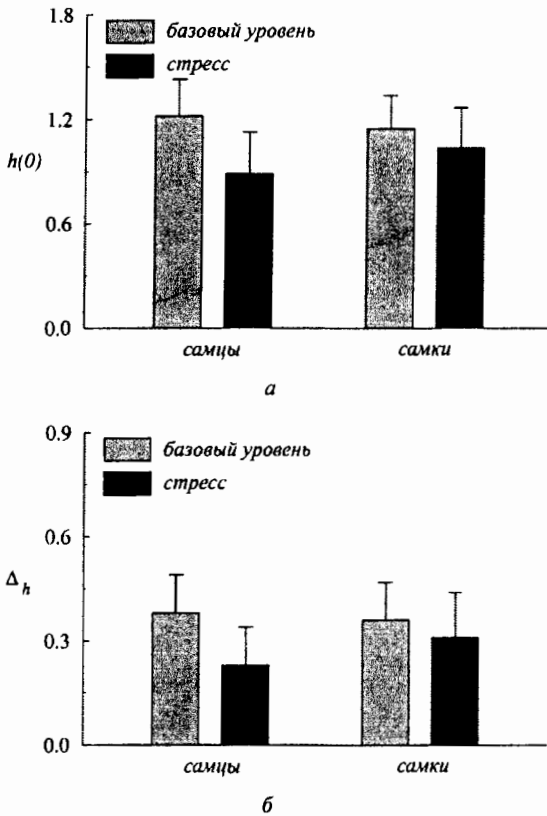 1.8
базовый уровень
стресс
1.2
h(0)
0.6
0.0
самцы самки
а
0.9
базовый уровень
стресс
0.6
Δh
0.3
0.0
самцы самки
б